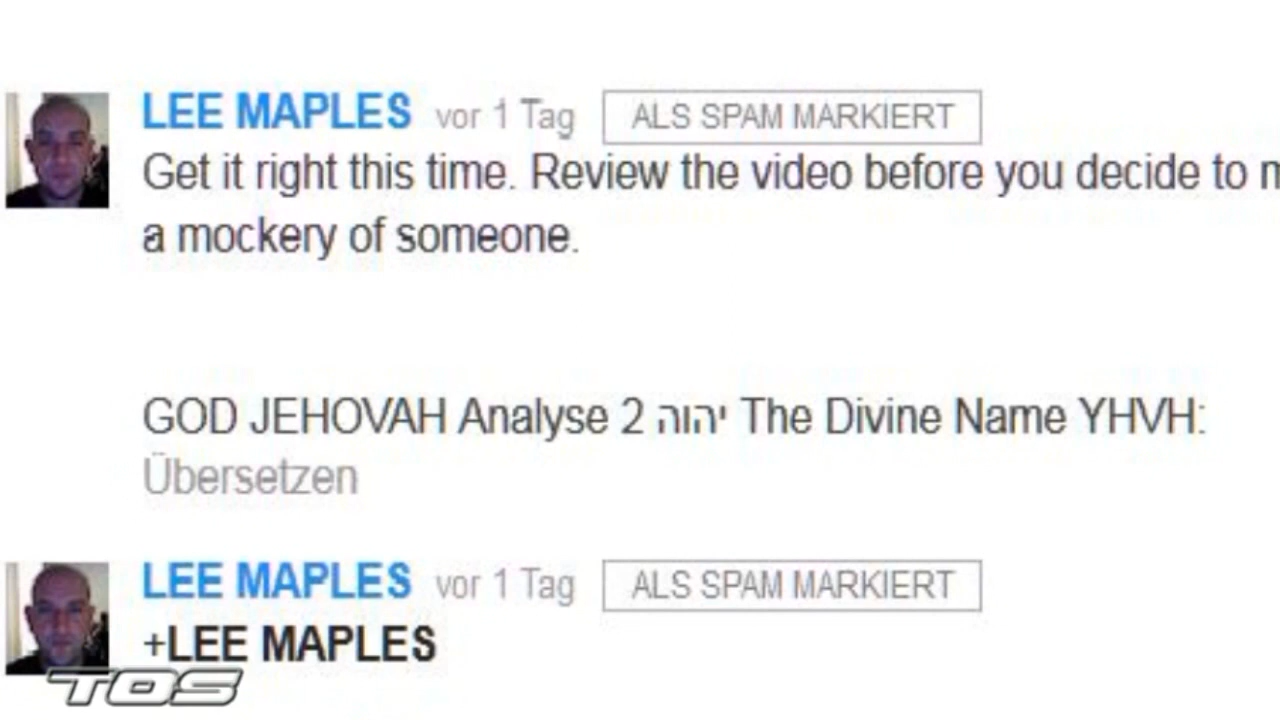 LEE MAPLES vor 1 Tag ALS SPAM MARKIERT
Get it right this time. Review the video before you decide to m
a mockery of someone.
GOD JEHOVAH Analyse 2 יהוה The Divine Name YHVH:
Übersetzen
LEE MAPLES vor 1 Tag ALS SPAM MARKIERT
+LEE MAPLES
TOS